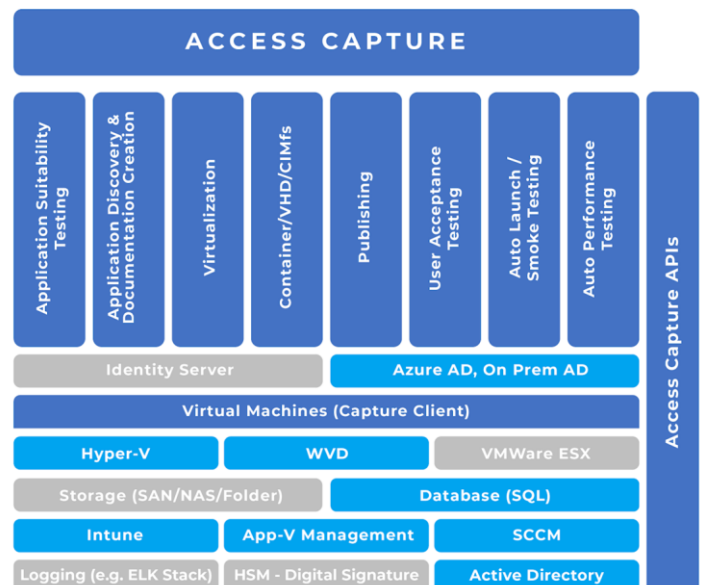 ACCESS CAPTURE
Application Suitability
Testing
Application Discovery &
Documentation Creation
Virtualization
Container/VHD/CIMfs
Publishing
User Acceptance
Testing
Auto Launch /
Smoke Testing
Auto Performance
Testing
Access Capture APIs
Identity Server
Azure AD, On Prem AD
Virtual Machines (Capture Client)
Hyper-V
WVD
VMWare ESX
Storage (SAN/NAS/Folder)
Database (SQL)
Intune
App-V Management
SCCM
Logging (e.g. ELK Stack)
HSM - Digital Signature
Active Directory